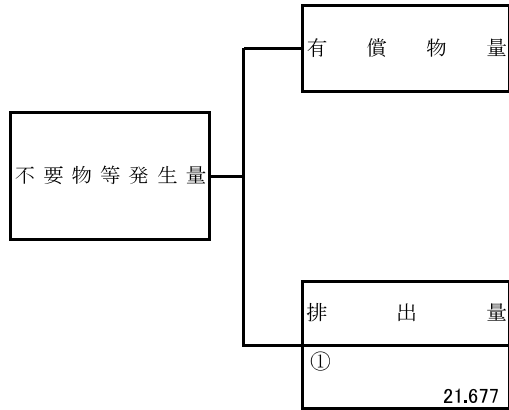 有償物量
不要物等発生量
排出量
①
21.677